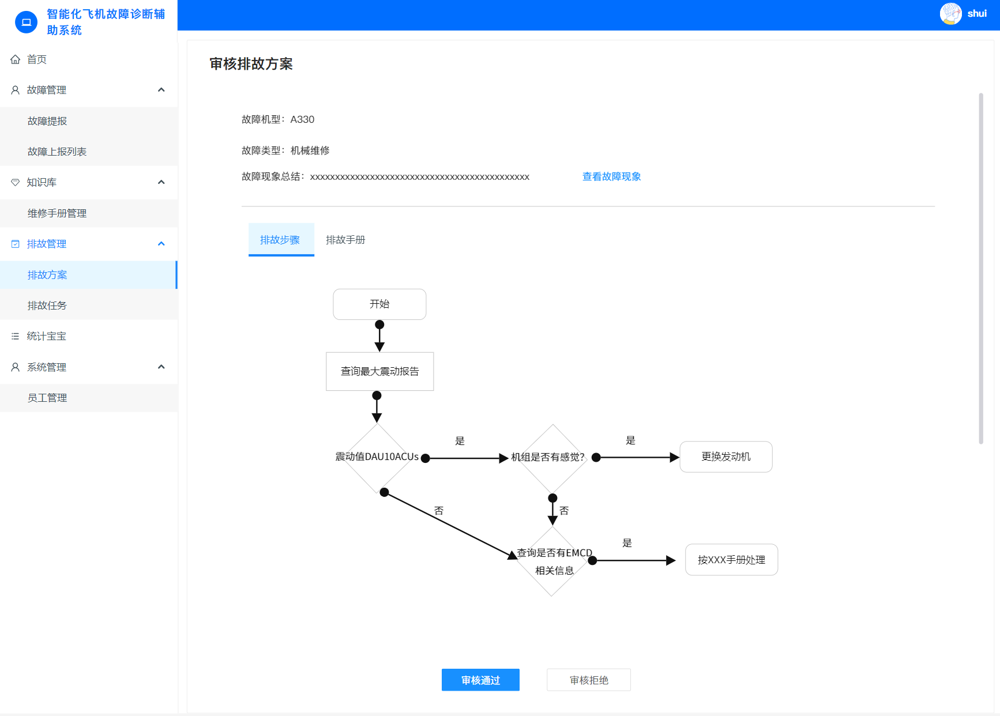 智能化飞机故障诊断辅
助系统
shui
首页
故障管理
故障提报
故障上报列表
知识库
维修手册管理
排故管理
排故方案
排故任务
统计宝宝
系统管理
员工管理
审核排故方案
故障机型：A330
故障类型：机械维修
故障现象总结：xxxxxxxxxxxxxxxxxxxxxxxxxxxxxxxxxxxxxxxxxxxx 查看故障现象
排故步骤 排故手册
开始
查询最大震动报告
震动值DAU10ACUs 是 机组是否有感觉? 是 更换发动机
否 否
查询是否有EMCD
相关信息
是 按XXX手册处理
审核通过 审核拒绝